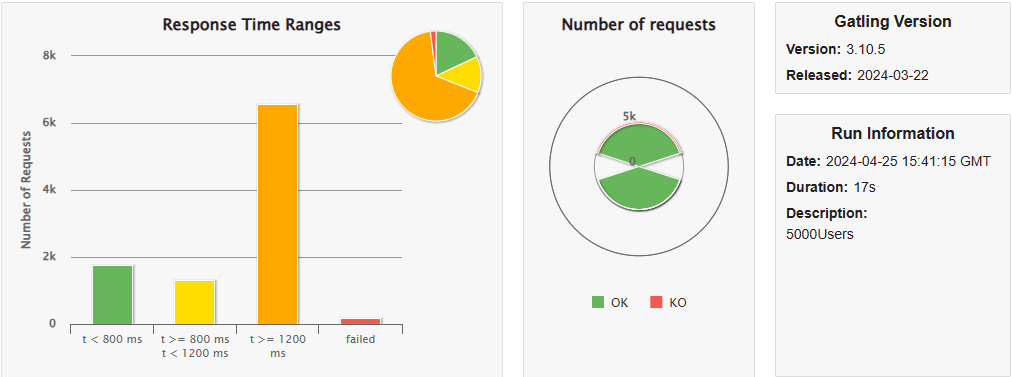 Response Time Ranges
8k
6k
4k
2k
0
Number of Requests
t < 800 ms
t >= 800 ms
t < 1200 ms
t >= 1200
ms
failed
Number of requests
5k
0
OK
KO
Gatling Version
Version: 3.10.5
Released: 2024-03-22
Run Information
Date: 2024-04-25 15:41:15 GMT
Duration: 17s
Description:
5000Users